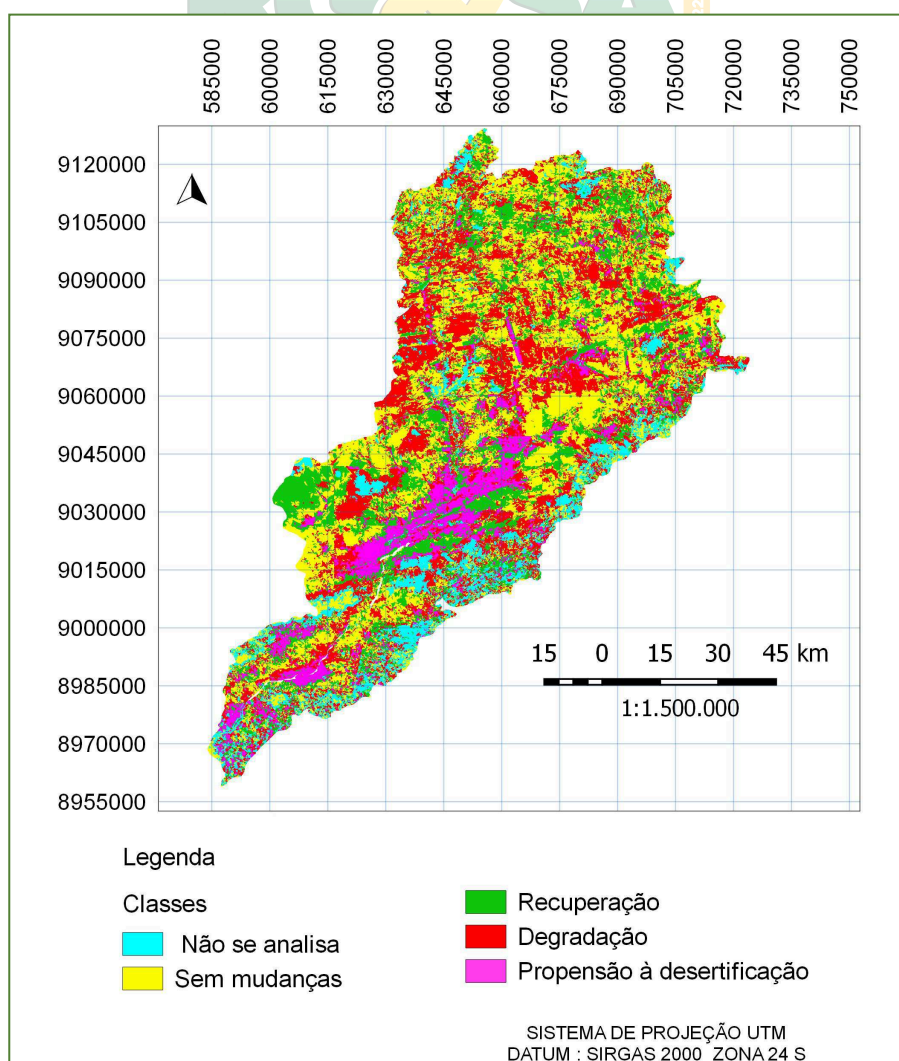 585000 600000 615000 630000 645000 660000 675000 690000 705000 720000 735000 750000
9120000
9105000
9090000
9075000
9060000
9045000
9030000
9015000
9000000
8985000
8970000
8955000
15 0 15 30 45 km
1:1.500.000
Legenda
Classes
Não se analisa
Sem mudanças
Recuperação
Degradação
Propensão à desertificação
SISTEMA DE PROJEÇÃO UTM
DATUM : SIRGAS 2000 ZONA 24 S